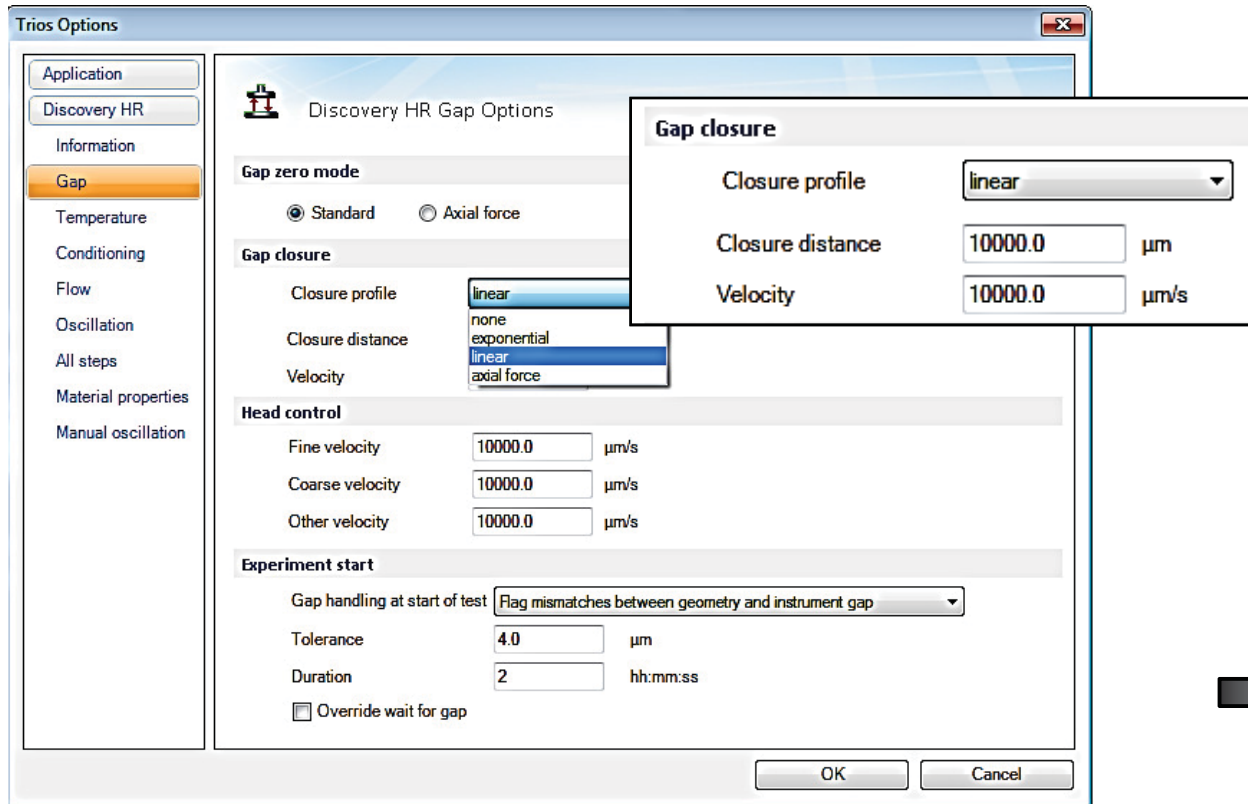 Trios Options
Application
Discovery HR
Information
Gap
Temperature
Conditioning
Flow
Oscillation
All steps
Material properties
Manual oscillation
Discovery HR Gap Options
Gap zero mode
Standard Axial force
Gap closure
Closure profile linear
none
exponential
linear
axial force
Closure distance
Velocity
Head control
Fine velocity 10000.0 µm/s
Coarse velocity 10000.0 µm/s
Other velocity 10000.0 µm/s
Experiment start
Gap handling at start of test Flag mismatches between geometry and instrument gap
Tolerance 4.0 µm
Duration 2 hh:mm:ss
Override wait for gap
OK Cancel
Gap closure
Closure profile linear
Closure distance 10000.0 µm
Velocity 10000.0 µm/s